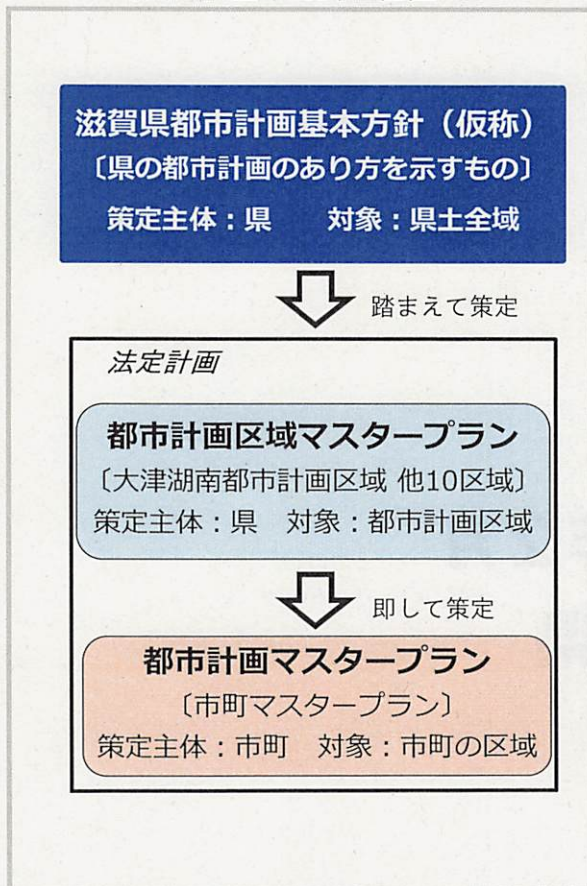 滋賀県都市計画基本方針（仮称）
〔県の都市計画のあり方を示すもの〕
策定主体：県　　対象：県土全域
踏まえて策定
法定計画
都市計画区域マスタープラン
〔大津湖南都市計画区域 他10区域〕
策定主体：県　対象：都市計画区域
即して策定
都市計画マスタープラン
〔市町マスタープラン〕
策定主体：市町　対象：市町の区域